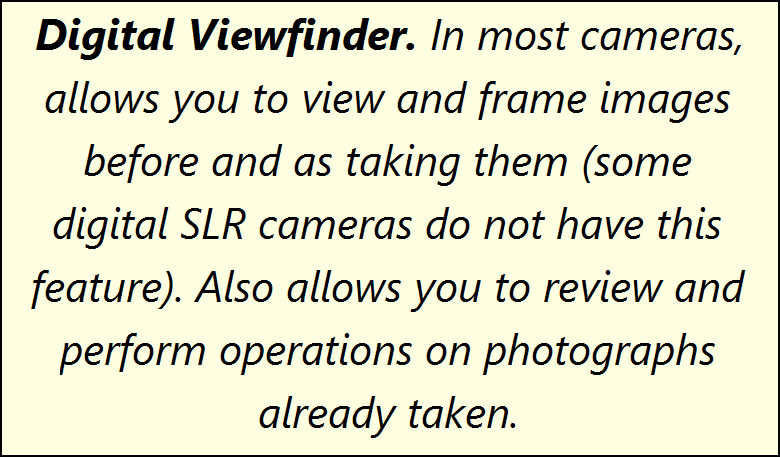 Digital Viewfinder. In most cameras,
allows you to view and frame images
before and as taking them (some
digital SLR cameras do not have this
feature). Also allows you to review and
perform operations on photographs
already taken.